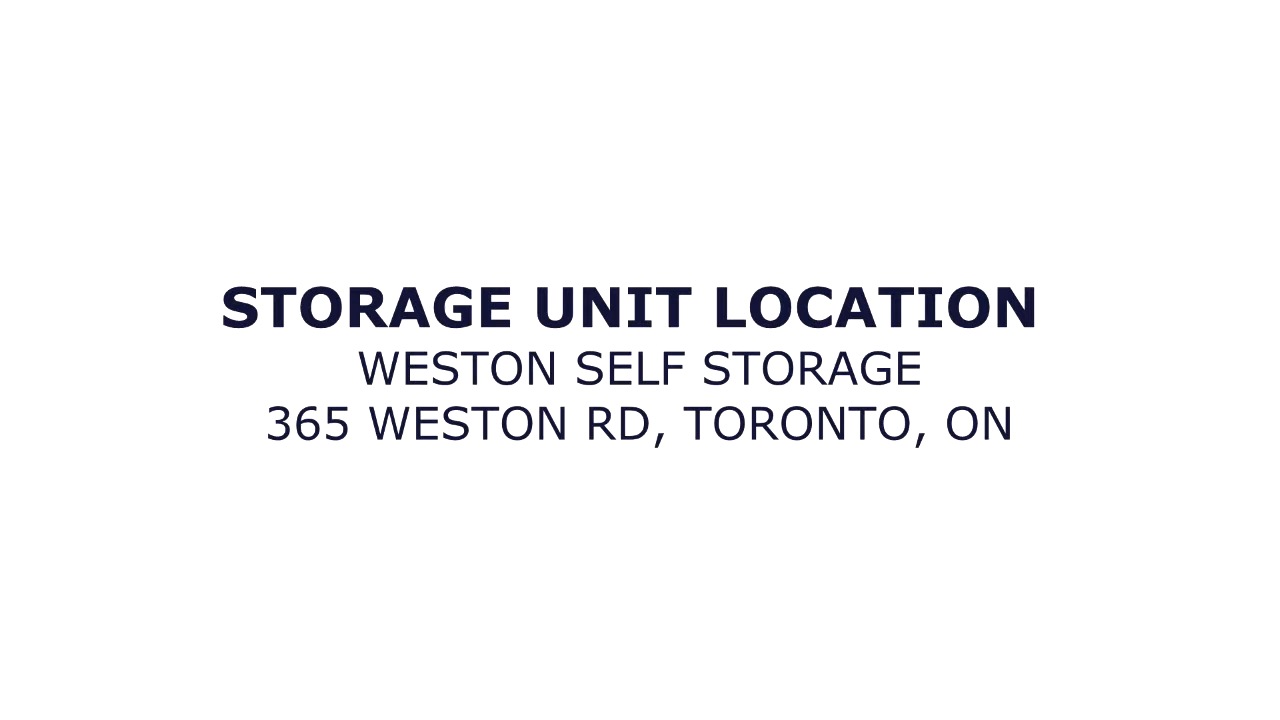 STORAGE UNIT LOCATION
WESTON SELF STORAGE
365 WESTON RD, TORONTO, ON